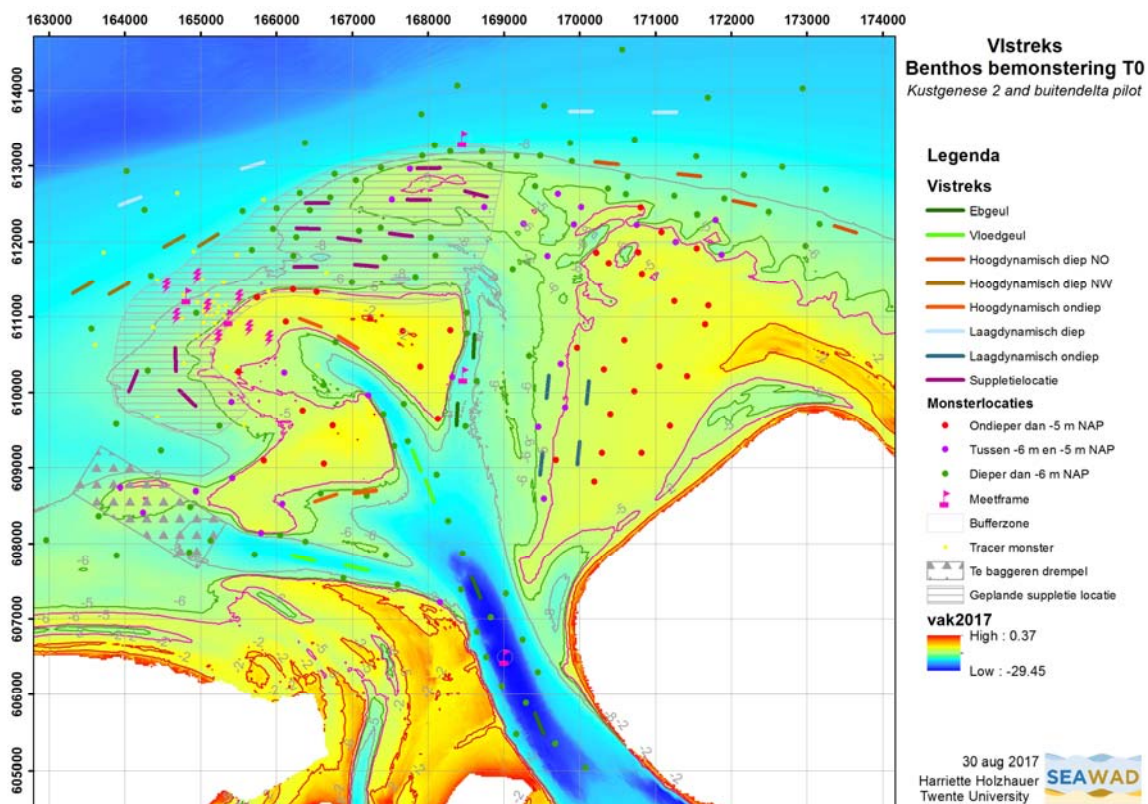 163000 164000 165000 166000 167000 168000 169000 170000 171000 172000 173000 174000
614000
613000
612000
611000
610000
609000
608000
607000
606000
605000
VIstreks
Benthos bemonstering T0
Kustgenese 2 and buitendelta pilot
Legenda
Vistreks
Ebgeul
Vloedgeul
Hoogdynamisch diep NO
Hoogdynamisch diep NW
Hoogdynamisch ondiep
Laagdynamisch diep
Laagdynamisch ondiep
Suppletielocatie
Monsterlocaties
Ondieper dan -5 m NAP
Tussen -6 m en -5 m NAP
Dieper dan -6 m NAP
Meetframe
Bufferzone
Tracer monster
Te baggeren drempel
Geplande suppletie locatie
vak2017
High : 0.37
Low : -29.45
30 aug 2017
Harriette Holzhauer
Twente University
SEAWAD